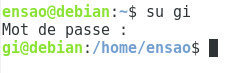 ensao@debian:~$ su gi
Mot de passe :
gi@debian:/home/ensao$